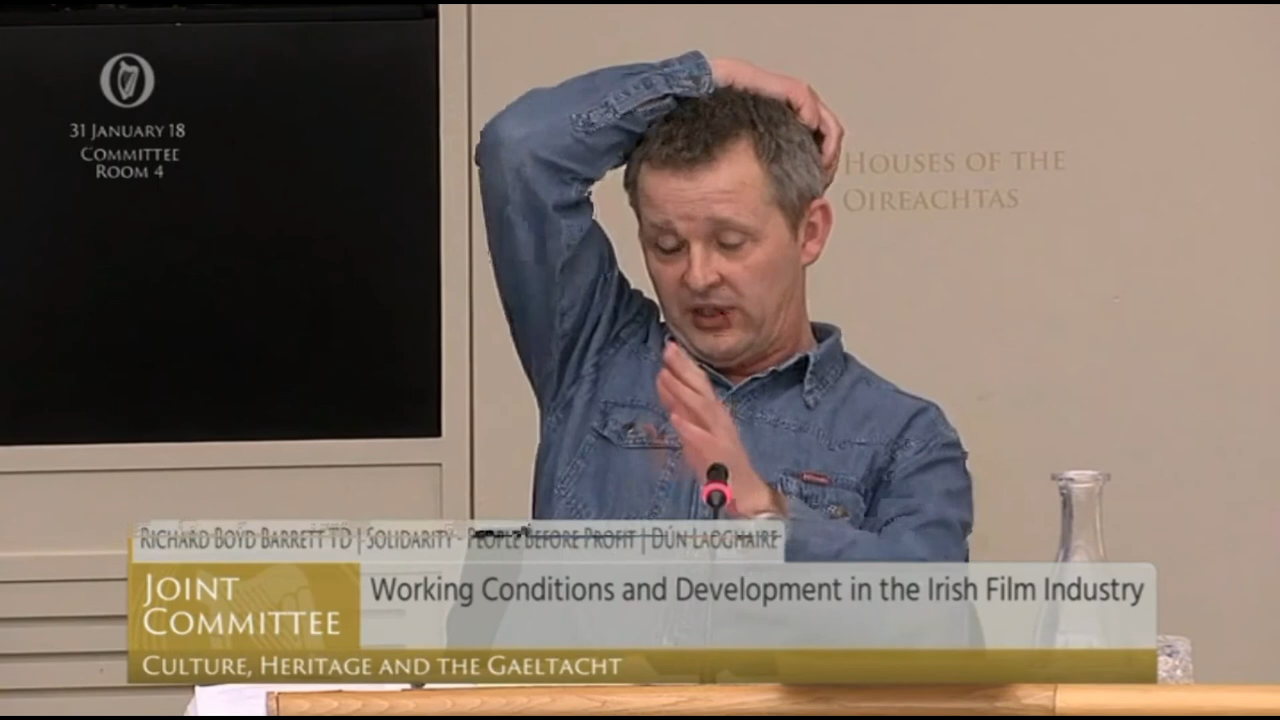 31 January 18
Committee
Room 4
Houses of the
Oireachtas
Richard Boyd Barrett TD | Solidarity - People Before Profit | Dún Laoghaire
Joint
Committee
Working Conditions and Development in the Irish Film Industry
Culture, Heritage and the Gaeltacht